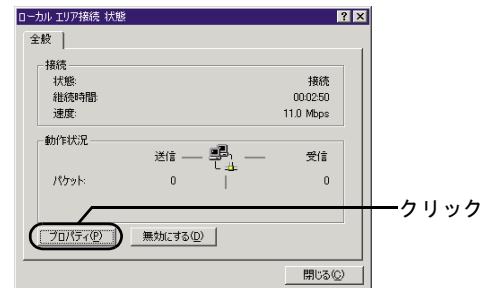 ローカル エリア接続 状態
全般
接続
状態: 接続
継続時間: 00:02:50
速度: 11.0 Mbps
動作状況
送信 受信
パケット: 0 0
クリック
プロパティ(P) 無効にする(D)
閉じる(C)